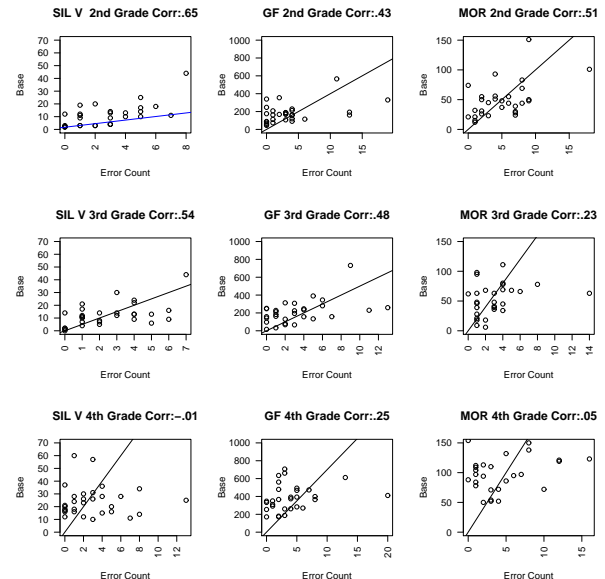 SIL V  2nd Grade Corr:.65
GF 2nd Grade Corr:.43
MOR 2nd Grade Corr:.51
Base
70
60
50
40
30
20
10
0
0 1 2 3 4 5 6 7 8
Error Count
Base
1000
800
600
400
200
0
0 5 10 15
Error Count
Base
150
100
50
0
0 5 10 15
Error Count
SIL V 3rd Grade Corr:.54
GF 3rd Grade Corr:.48
MOR 3rd Grade Corr:.23
Base
70
60
50
40
30
20
10
0
0 1 2 3 4 5 6 7
Error Count
Base
1000
800
600
400
200
0
0 2 4 6 8 10 12
Error Count
Base
150
100
50
0
0 2 4 6 8 10 12 14
Error Count
SIL V 4th Grade Corr:−.01
GF 4th Grade Corr:.25
MOR 4th Grade Corr:.05
Base
70
60
50
40
30
20
10
0
0 2 4 6 8 10 12
Error Count
Base
1000
800
600
400
200
0
0 5 10 15 20
Error Count
Base
150
100
50
0
0 5 10 15
Error Count